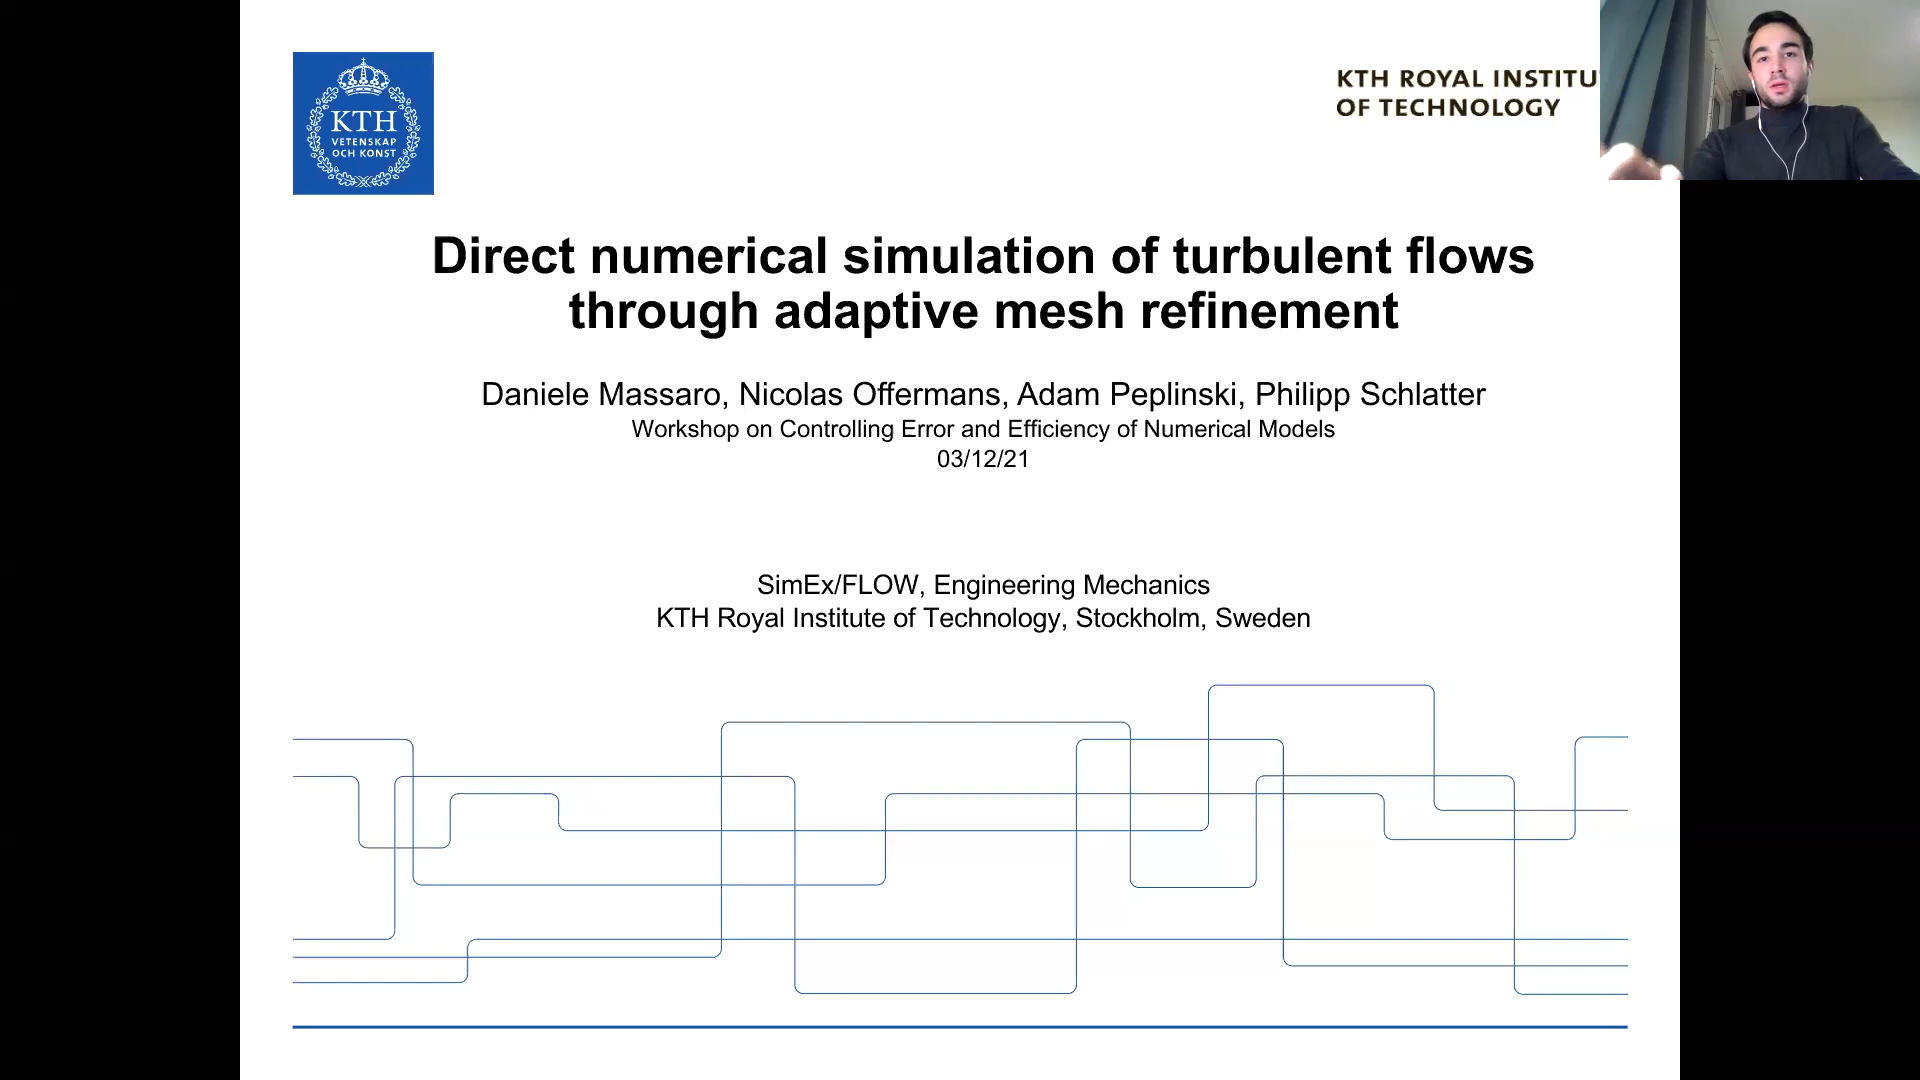 KTH
VETENSKAP
OCH KONST
KTH ROYAL INSTITU
OF TECHNOLOGY
Direct numerical simulation of turbulent flows
through adaptive mesh refinement
Daniele Massaro, Nicolas Offermans, Adam Peplinski, Philipp Schlatter
Workshop on Controlling Error and Efficiency of Numerical Models
03/12/21
SimEx/FLOW, Engineering Mechanics
KTH Royal Institute of Technology, Stockholm, Sweden